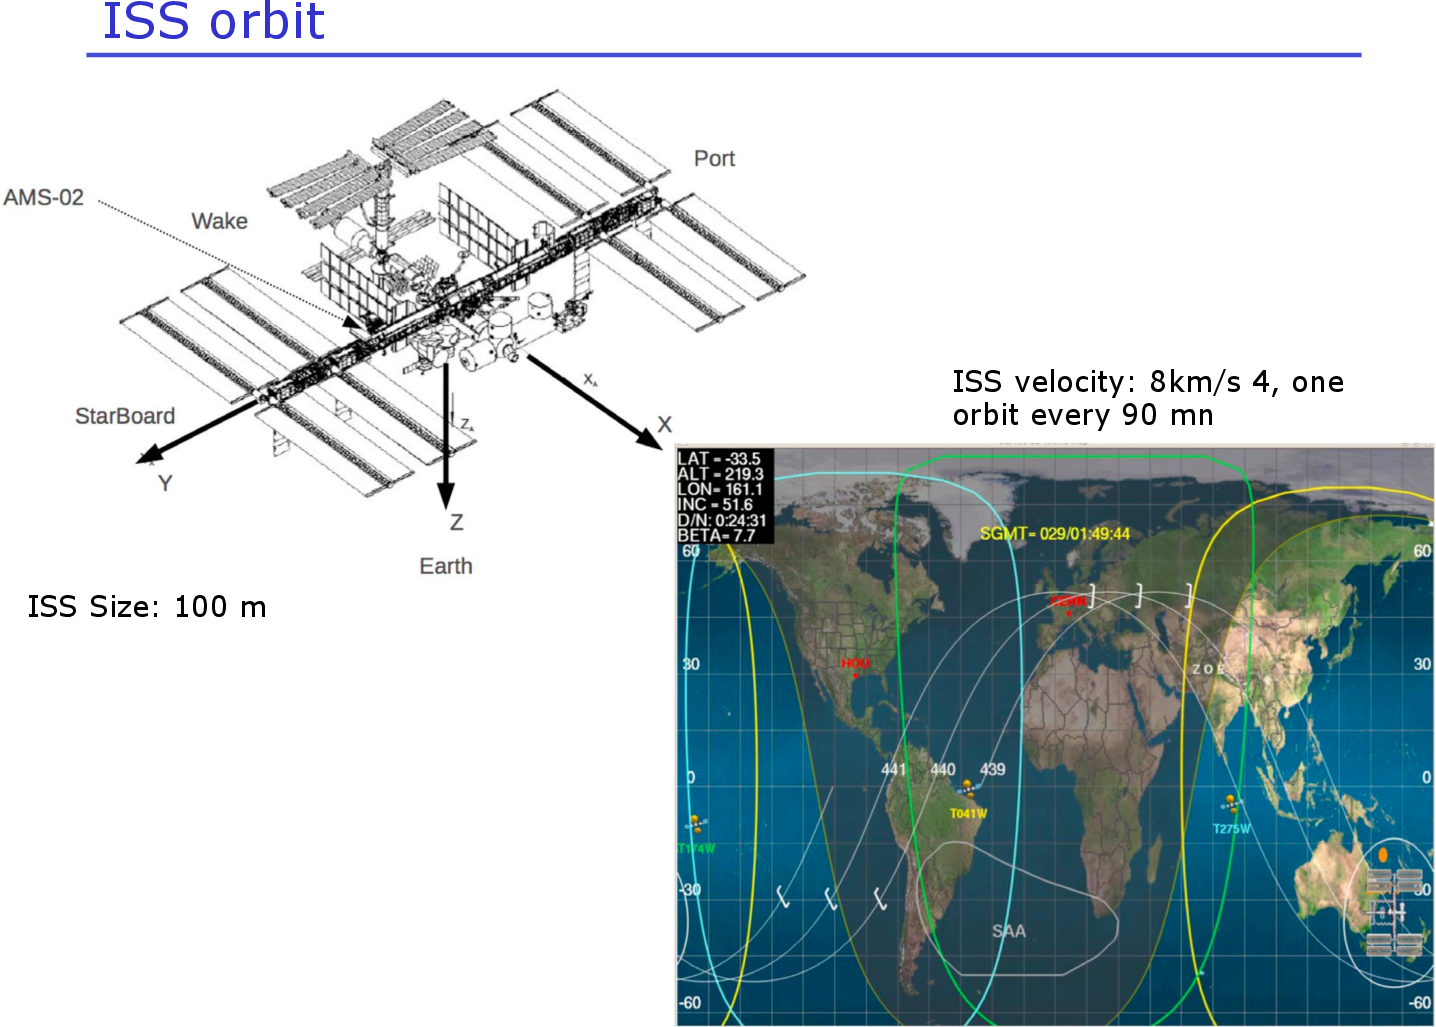 ISS orbit
Port
AMS-02
Wake
StarBoard
Y
Z
Z_A
X_A
X
Earth
ISS Size: 100 m
ISS velocity: 8km/s 4, one
orbit every 90 mn
LAT = -33.5
ALT = 219.3
LON= 161.1
INC = 51.6
D/N: 0:24:31
BETA= 7.7
SGMT= 029/01:49:44
60
60
CERN
HOU
30
30
ZOE
441
440
439
0
0
T041W
T275W
T174W
-30
30
SAA
-60
-60